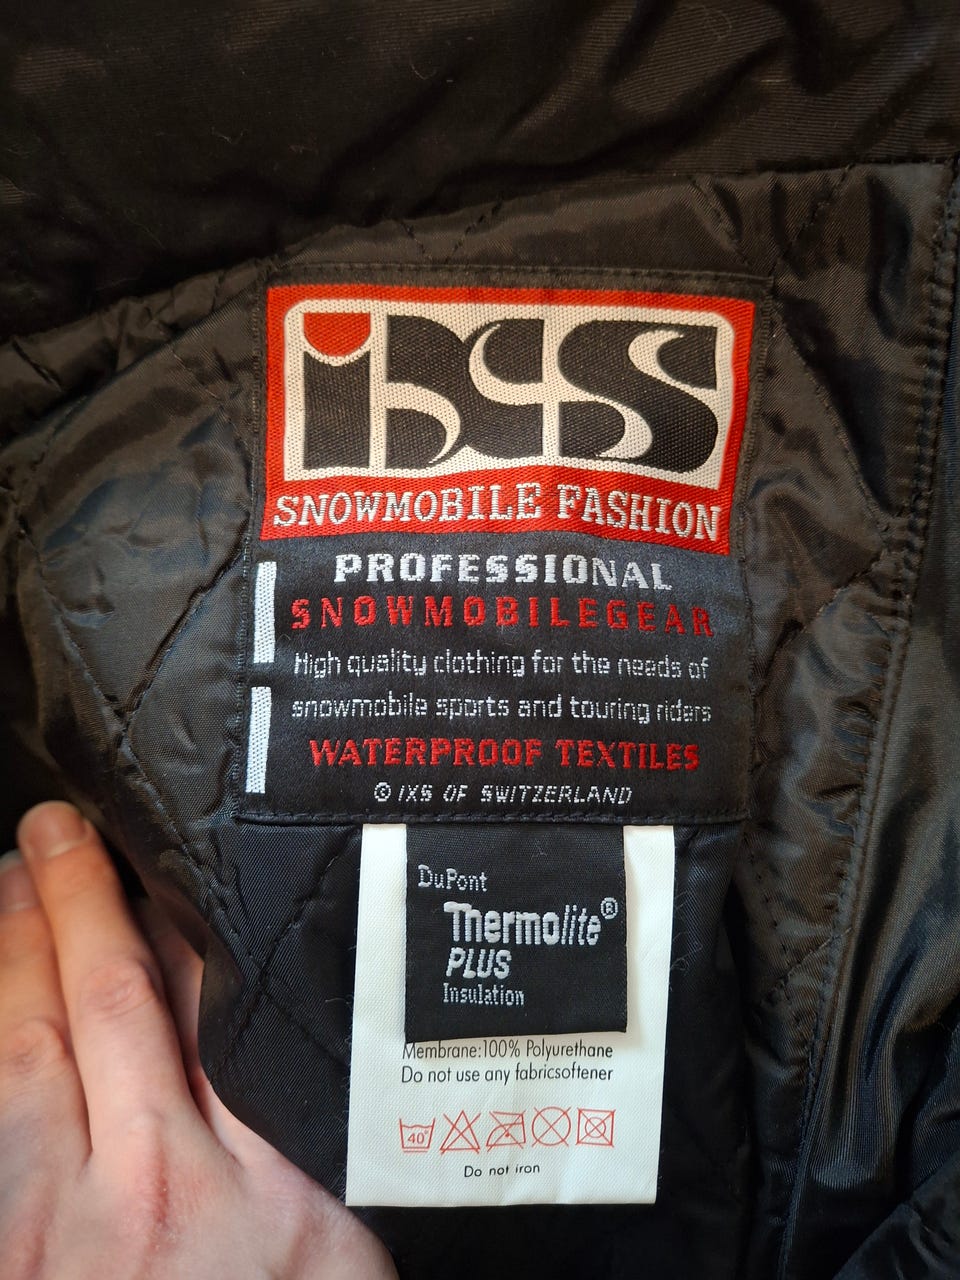 iXS
SNOWMOBILE FASHION
PROFESSIONAL
SNOWMOBILEGEAR
High quality clothing for the needs of
snowmobile sports and touring riders
WATERPROOF TEXTILES
© IXS OF SWITZERLAND
DuPont
Thermolite®
PLUS
Insulation
Membrane:100% Polyurethane
Do not use any fabricsoftener
40°
Do not iron